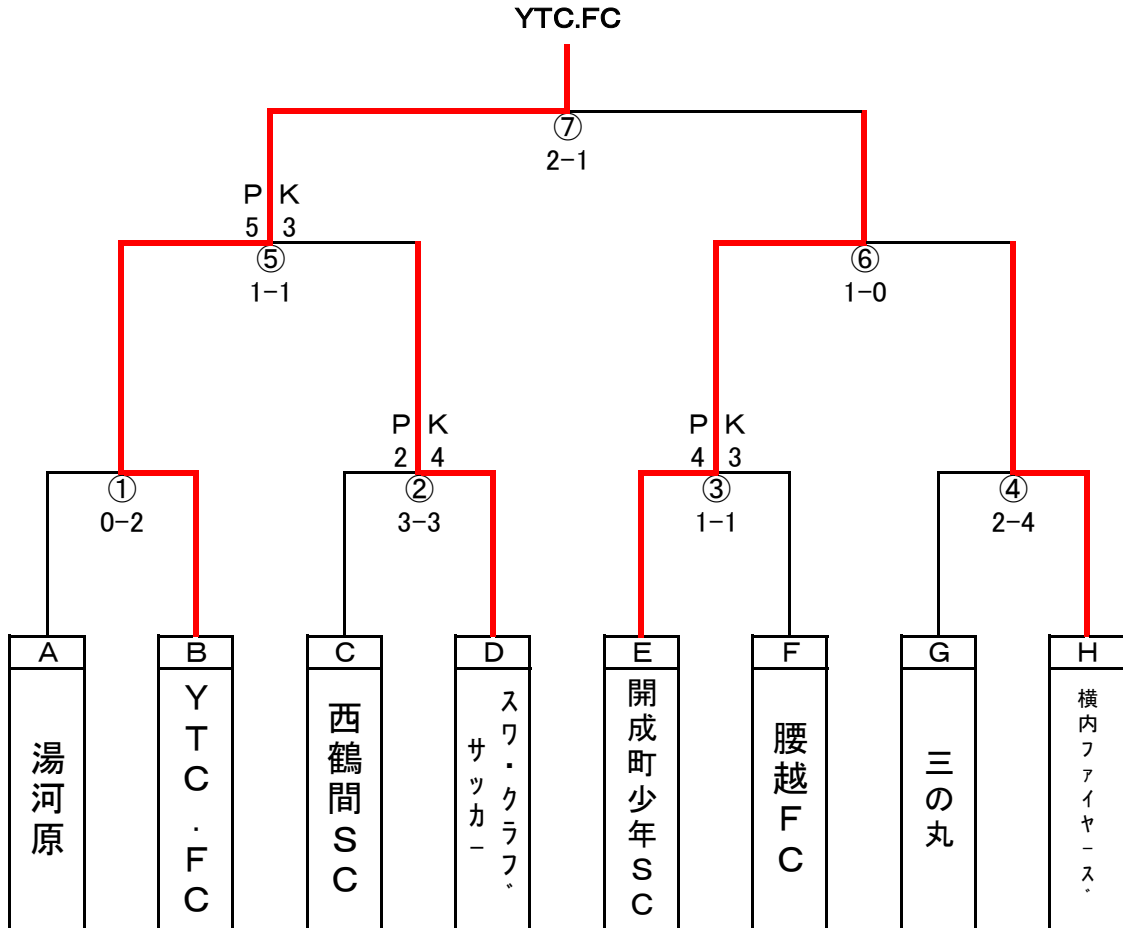 YTC.FC
⑦
2-1
P K
5 3
⑤
1-1
⑥
1-0
P K
2 4
P K
4 3
①
0-2
②
3-3
③
1-1
④
2-4
A
B
C
D
E
F
G
H
湯河原
YTC.FC
西鶴間SC
スワ・クラブ
サッカー
開成町少年SC
腰越FC
三の丸
横内ファイヤーズ